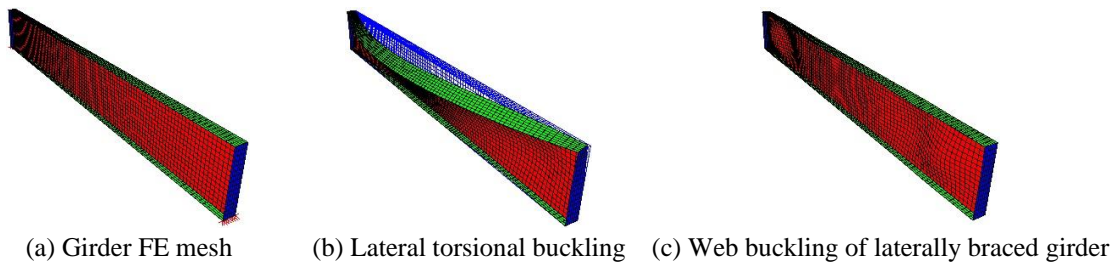 (a) Girder FE mesh
(b) Lateral torsional buckling
(c) Web buckling of laterally braced girder